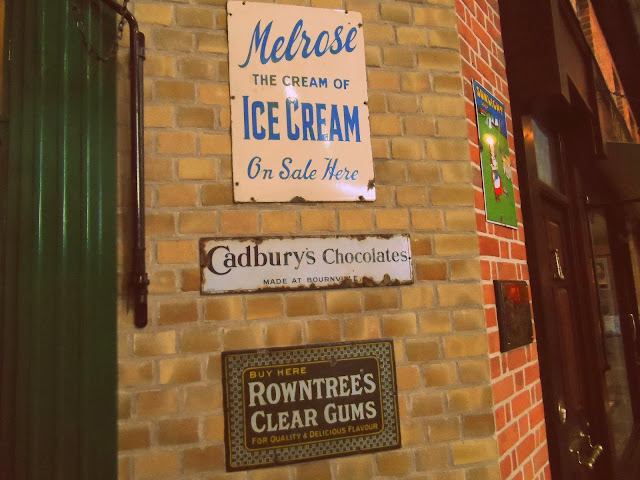 Melrose
THE CREAM OF
ICE CREAM
On Sale Here
Cadbury's Chocolates.
MADE AT BOURNVILLE.
BUY HERE
ROWNTREE'S
CLEAR GUMS
FOR QUALITY & DELICIOUS FLAVOUR